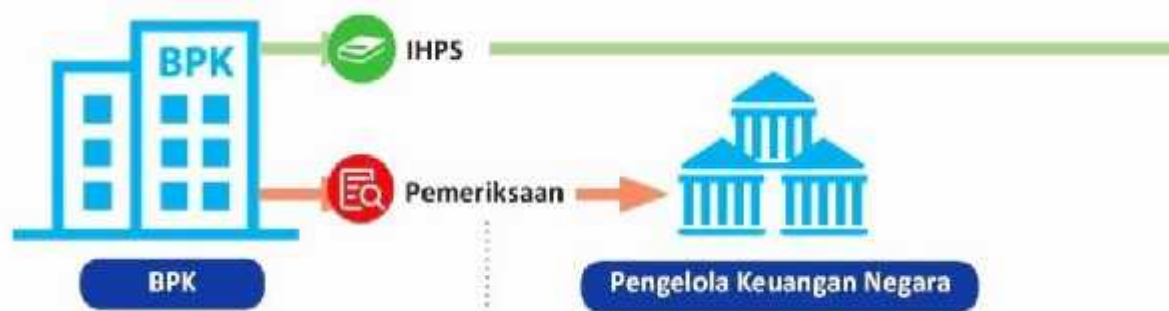 BPK
IHPS
Pemeriksaan
BPK
Pengelola Keuangan Negara